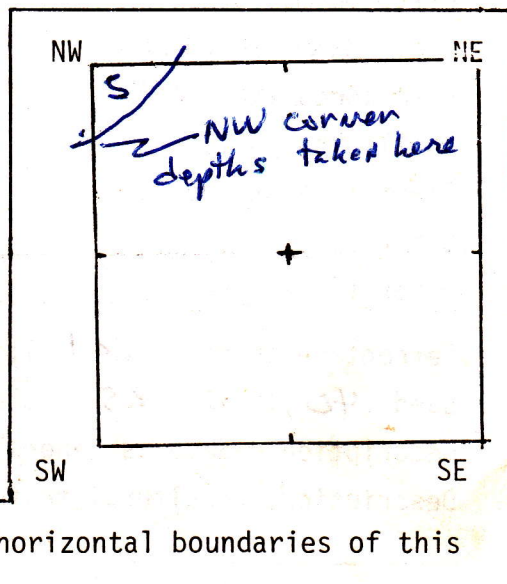 NW NE
S
NW corner
depths taken here
SW SE
horizontal boundaries of this